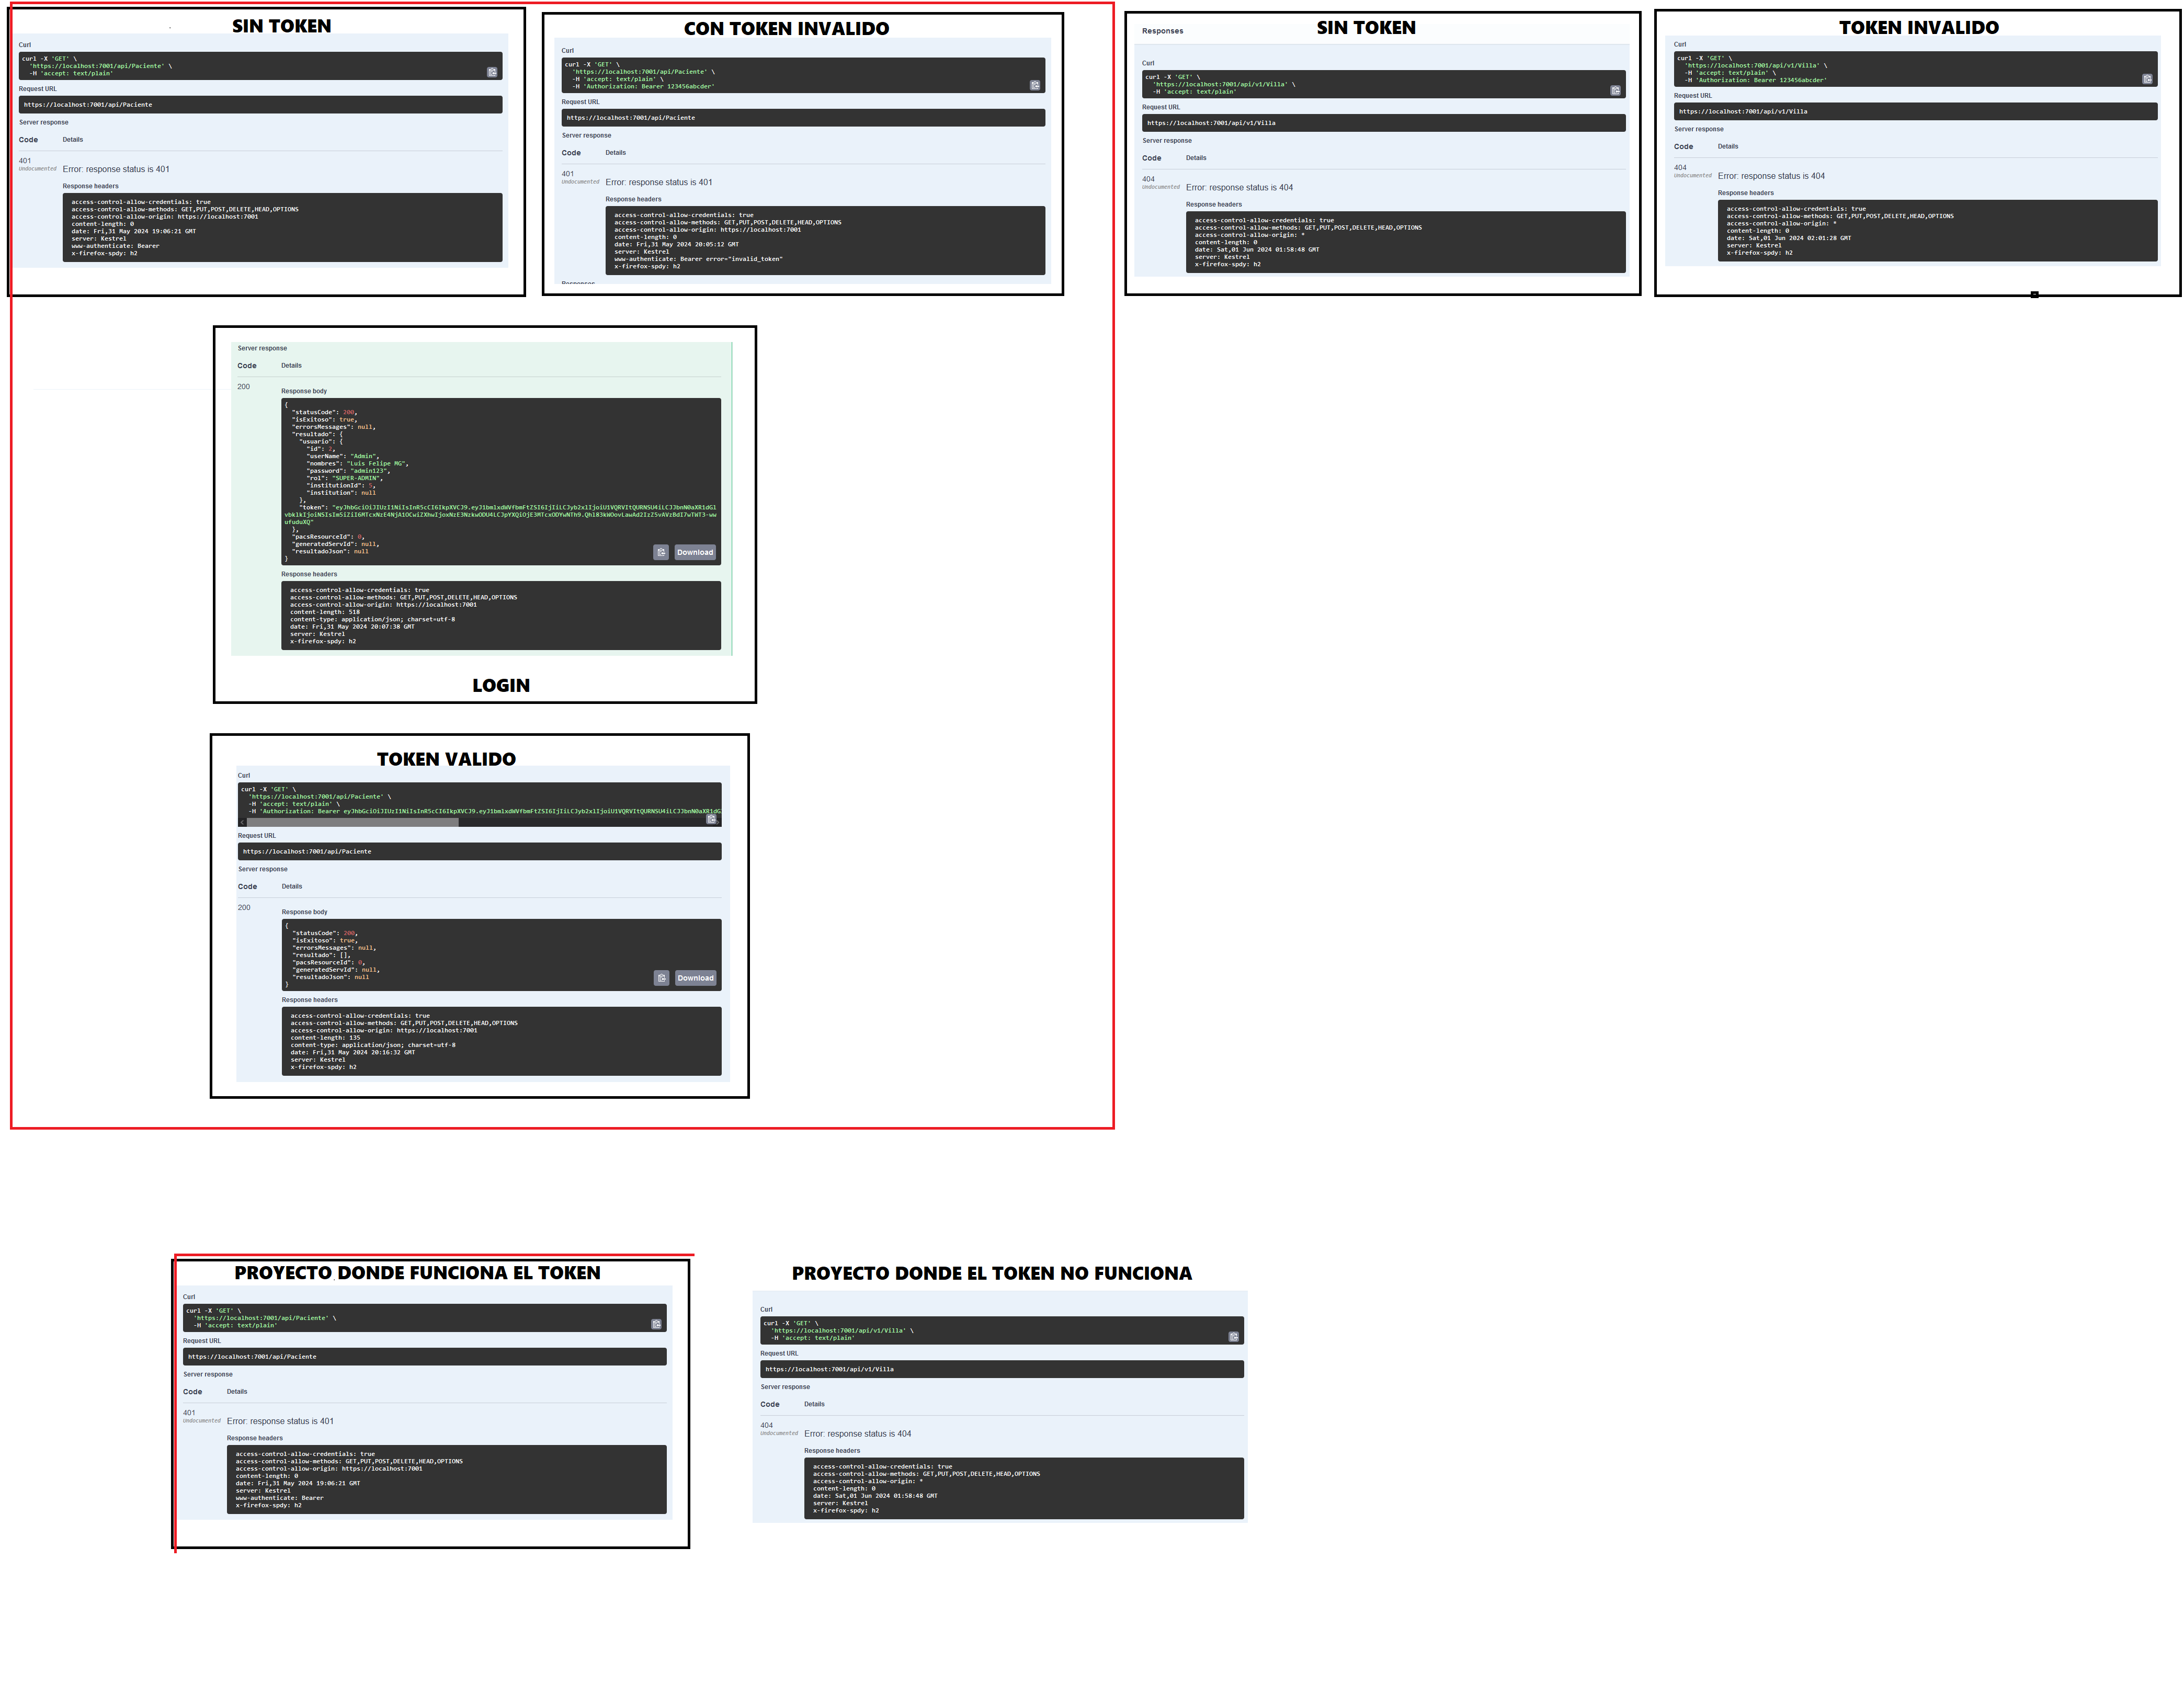 SIN TOKEN
Curl
curl -X 'GET' \
'https://localhost:7001/api/Paciente' \
-H 'accept: text/plain'
Request URL
https://localhost:7001/api/Paciente
Server response
Code Details
401
Undocumented Error: response status is 401
Response headers
access-control-allow-credentials: true
access-control-allow-methods: GET,PUT,POST,DELETE,HEAD,OPTIONS
access-control-allow-origin: https://localhost:7001
content-length: 0
date: Fri,31 May 2024 19:06:21 GMT
server: Kestrel
www-authenticate: Bearer
x-firefox-spdy: h2
CON TOKEN INVALIDO
Curl
curl -X 'GET' \
'https://localhost:7001/api/Paciente' \
-H 'accept: text/plain' \
-H 'Authorization: Bearer 123456abcder'
Request URL
https://localhost:7001/api/Paciente
Server response
Code Details
401
Undocumented Error: response status is 401
Response headers
access-control-allow-credentials: true
access-control-allow-methods: GET,PUT,POST,DELETE,HEAD,OPTIONS
access-control-allow-origin: https://localhost:7001
content-length: 0
date: Fri,31 May 2024 20:05:12 GMT
server: Kestrel
www-authenticate: Bearer error="invalid_token"
x-firefox-spdy: h2
Responses
SIN TOKEN
Responses
Curl
curl -X 'GET' \
'https://localhost:7001/api/v1/Villa' \
-H 'accept: text/plain'
Request URL
https://localhost:7001/api/v1/Villa
Server response
Code Details
404
Undocumented Error: response status is 404
Response headers
access-control-allow-credentials: true
access-control-allow-methods: GET,PUT,POST,DELETE,HEAD,OPTIONS
access-control-allow-origin: *
content-length: 0
date: Sat,01 Jun 2024 01:58:48 GMT
server: Kestrel
x-firefox-spdy: h2
TOKEN INVALIDO
Curl
curl -X 'GET' \
'https://localhost:7001/api/v1/Villa' \
-H 'accept: text/plain' \
-H 'Authorization: Bearer 123456abcder'
Request URL
https://localhost:7001/api/v1/Villa
Server response
Code Details
404
Undocumented Error: response status is 404
Response headers
access-control-allow-credentials: true
access-control-allow-methods: GET,PUT,POST,DELETE,HEAD,OPTIONS
access-control-allow-origin: *
content-length: 0
date: Sat,01 Jun 2024 02:01:28 GMT
server: Kestrel
x-firefox-spdy: h2
Server response
Code Details
200
Response body
{
"statusCode": 200,
"isExitoso": true,
"errorsMessages": null,
"resultado": {
"usuario": {
"id": 2,
"userName": "Admin",
"nombres": "Luis Felipe MG",
"password": "admin123",
"rol": "SUPER-ADMIN",
"institutionId": 5,
"institution": null
},
"token":
},
"pacsResourceId": 0,
"generatedServId": null,
"resultadoJson": null
}
Download
Response headers
access-control-allow-credentials: true
access-control-allow-methods: GET,PUT,POST,DELETE,HEAD,OPTIONS
access-control-allow-origin: https://localhost:7001
content-length: 518
content-type: application/json; charset=utf-8
date: Fri,31 May 2024 20:07:38 GMT
server: Kestrel
x-firefox-spdy: h2
LOGIN
TOKEN VALIDO
Curl
curl -X 'GET' \
'https://localhost:7001/api/Paciente' \
-H 'accept: text/plain' \
-H 'Authorization: Bearer
Request URL
https://localhost:7001/api/Paciente
Server response
Code Details
200
Response body
{
"statusCode": 200,
"isExitoso": true,
"errorsMessages": null,
"resultado": [],
"pacsResourceId": 0,
"generatedServId": null,
"resultadoJson": null
}
Download
Response headers
access-control-allow-credentials: true
access-control-allow-methods: GET,PUT,POST,DELETE,HEAD,OPTIONS
access-control-allow-origin: https://localhost:7001
content-length: 135
content-type: application/json; charset=utf-8
date: Fri,31 May 2024 20:16:32 GMT
server: Kestrel
x-firefox-spdy: h2
PROYECTO DONDE FUNCIONA EL TOKEN
Curl
curl -X 'GET' \
'https://localhost:7001/api/Paciente' \
-H 'accept: text/plain'
Request URL
https://localhost:7001/api/Paciente
Server response
Code Details
401
Undocumented Error: response status is 401
Response headers
access-control-allow-credentials: true
access-control-allow-methods: GET,PUT,POST,DELETE,HEAD,OPTIONS
access-control-allow-origin: https://localhost:7001
content-length: 0
date: Fri,31 May 2024 19:06:21 GMT
server: Kestrel
www-authenticate: Bearer
x-firefox-spdy: h2
PROYECTO DONDE EL TOKEN NO FUNCIONA
Curl
curl -X 'GET' \
'https://localhost:7001/api/v1/Villa' \
-H 'accept: text/plain'
Request URL
https://localhost:7001/api/v1/Villa
Server response
Code Details
404
Undocumented Error: response status is 404
Response headers
access-control-allow-credentials: true
access-control-allow-methods: GET,PUT,POST,DELETE,HEAD,OPTIONS
access-control-allow-origin: *
content-length: 0
date: Sat,01 Jun 2024 01:58:48 GMT
server: Kestrel
x-firefox-spdy: h2